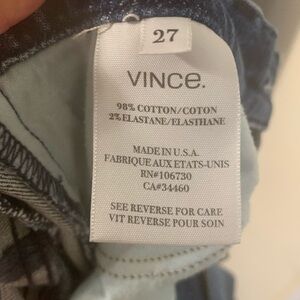 27
VINCE.
98% COTTON/COTON
2% ELASTANE/ELASTHANE
MADE IN U.S.A.
FABRIQUE AUX ETATS-UNIS
RN#106730
CA#34460
SEE REVERSE FOR CARE
VIT REVERSE POUR SOIN